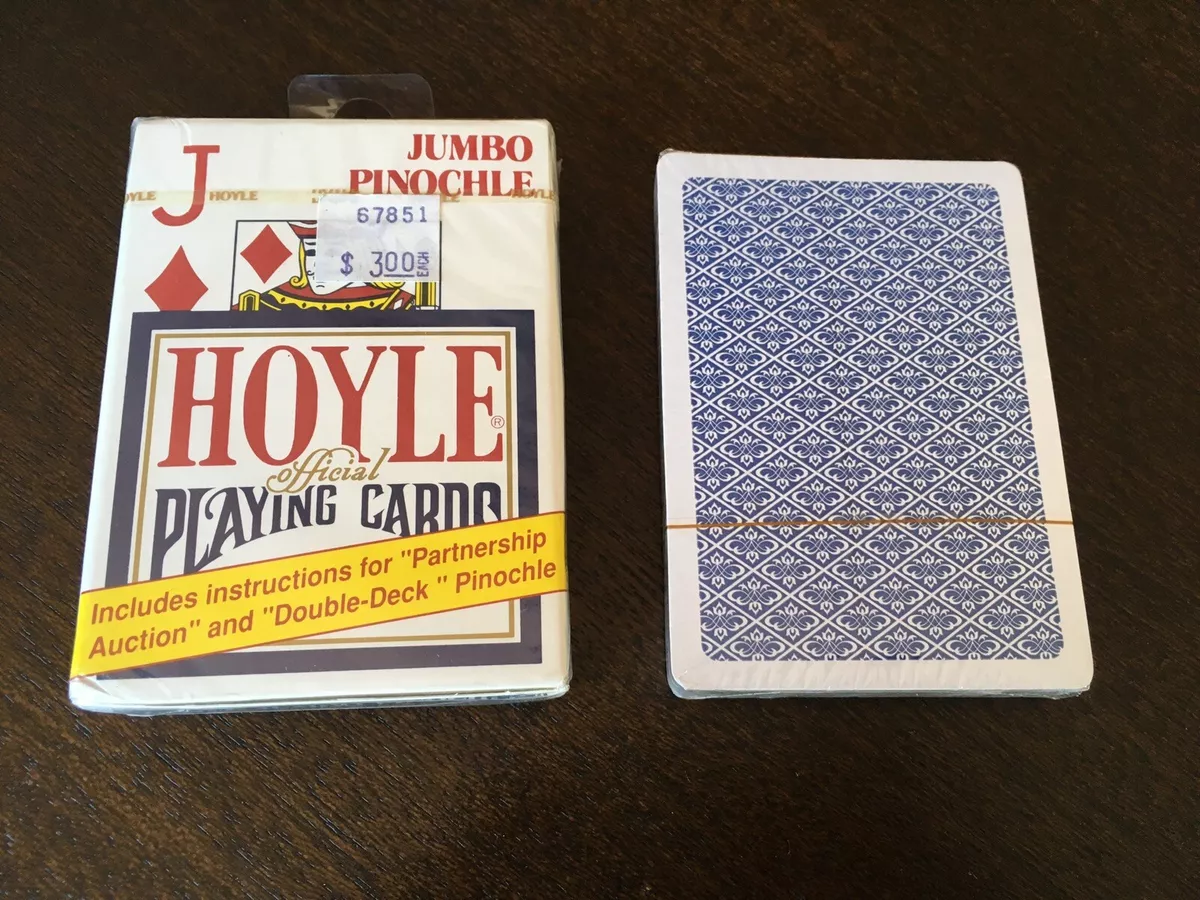 J
JUMBO
PINOCHLE
HOYLE
67851
$ 300 EACH
HOYLE®
official
PLAYING CARDS
Includes instructions for "Partnership
Auction" and "Double-Deck " Pinochle